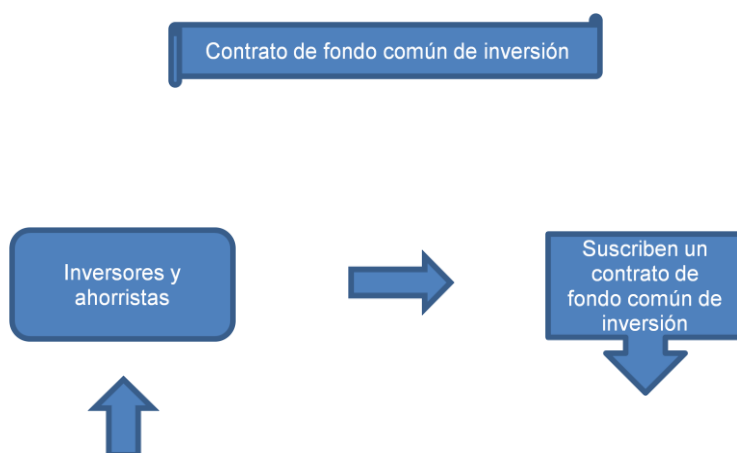 Contrato de fondo común de inversión
Inversores y
ahorristas
Suscriben un
contrato de
fondo común de
inversión